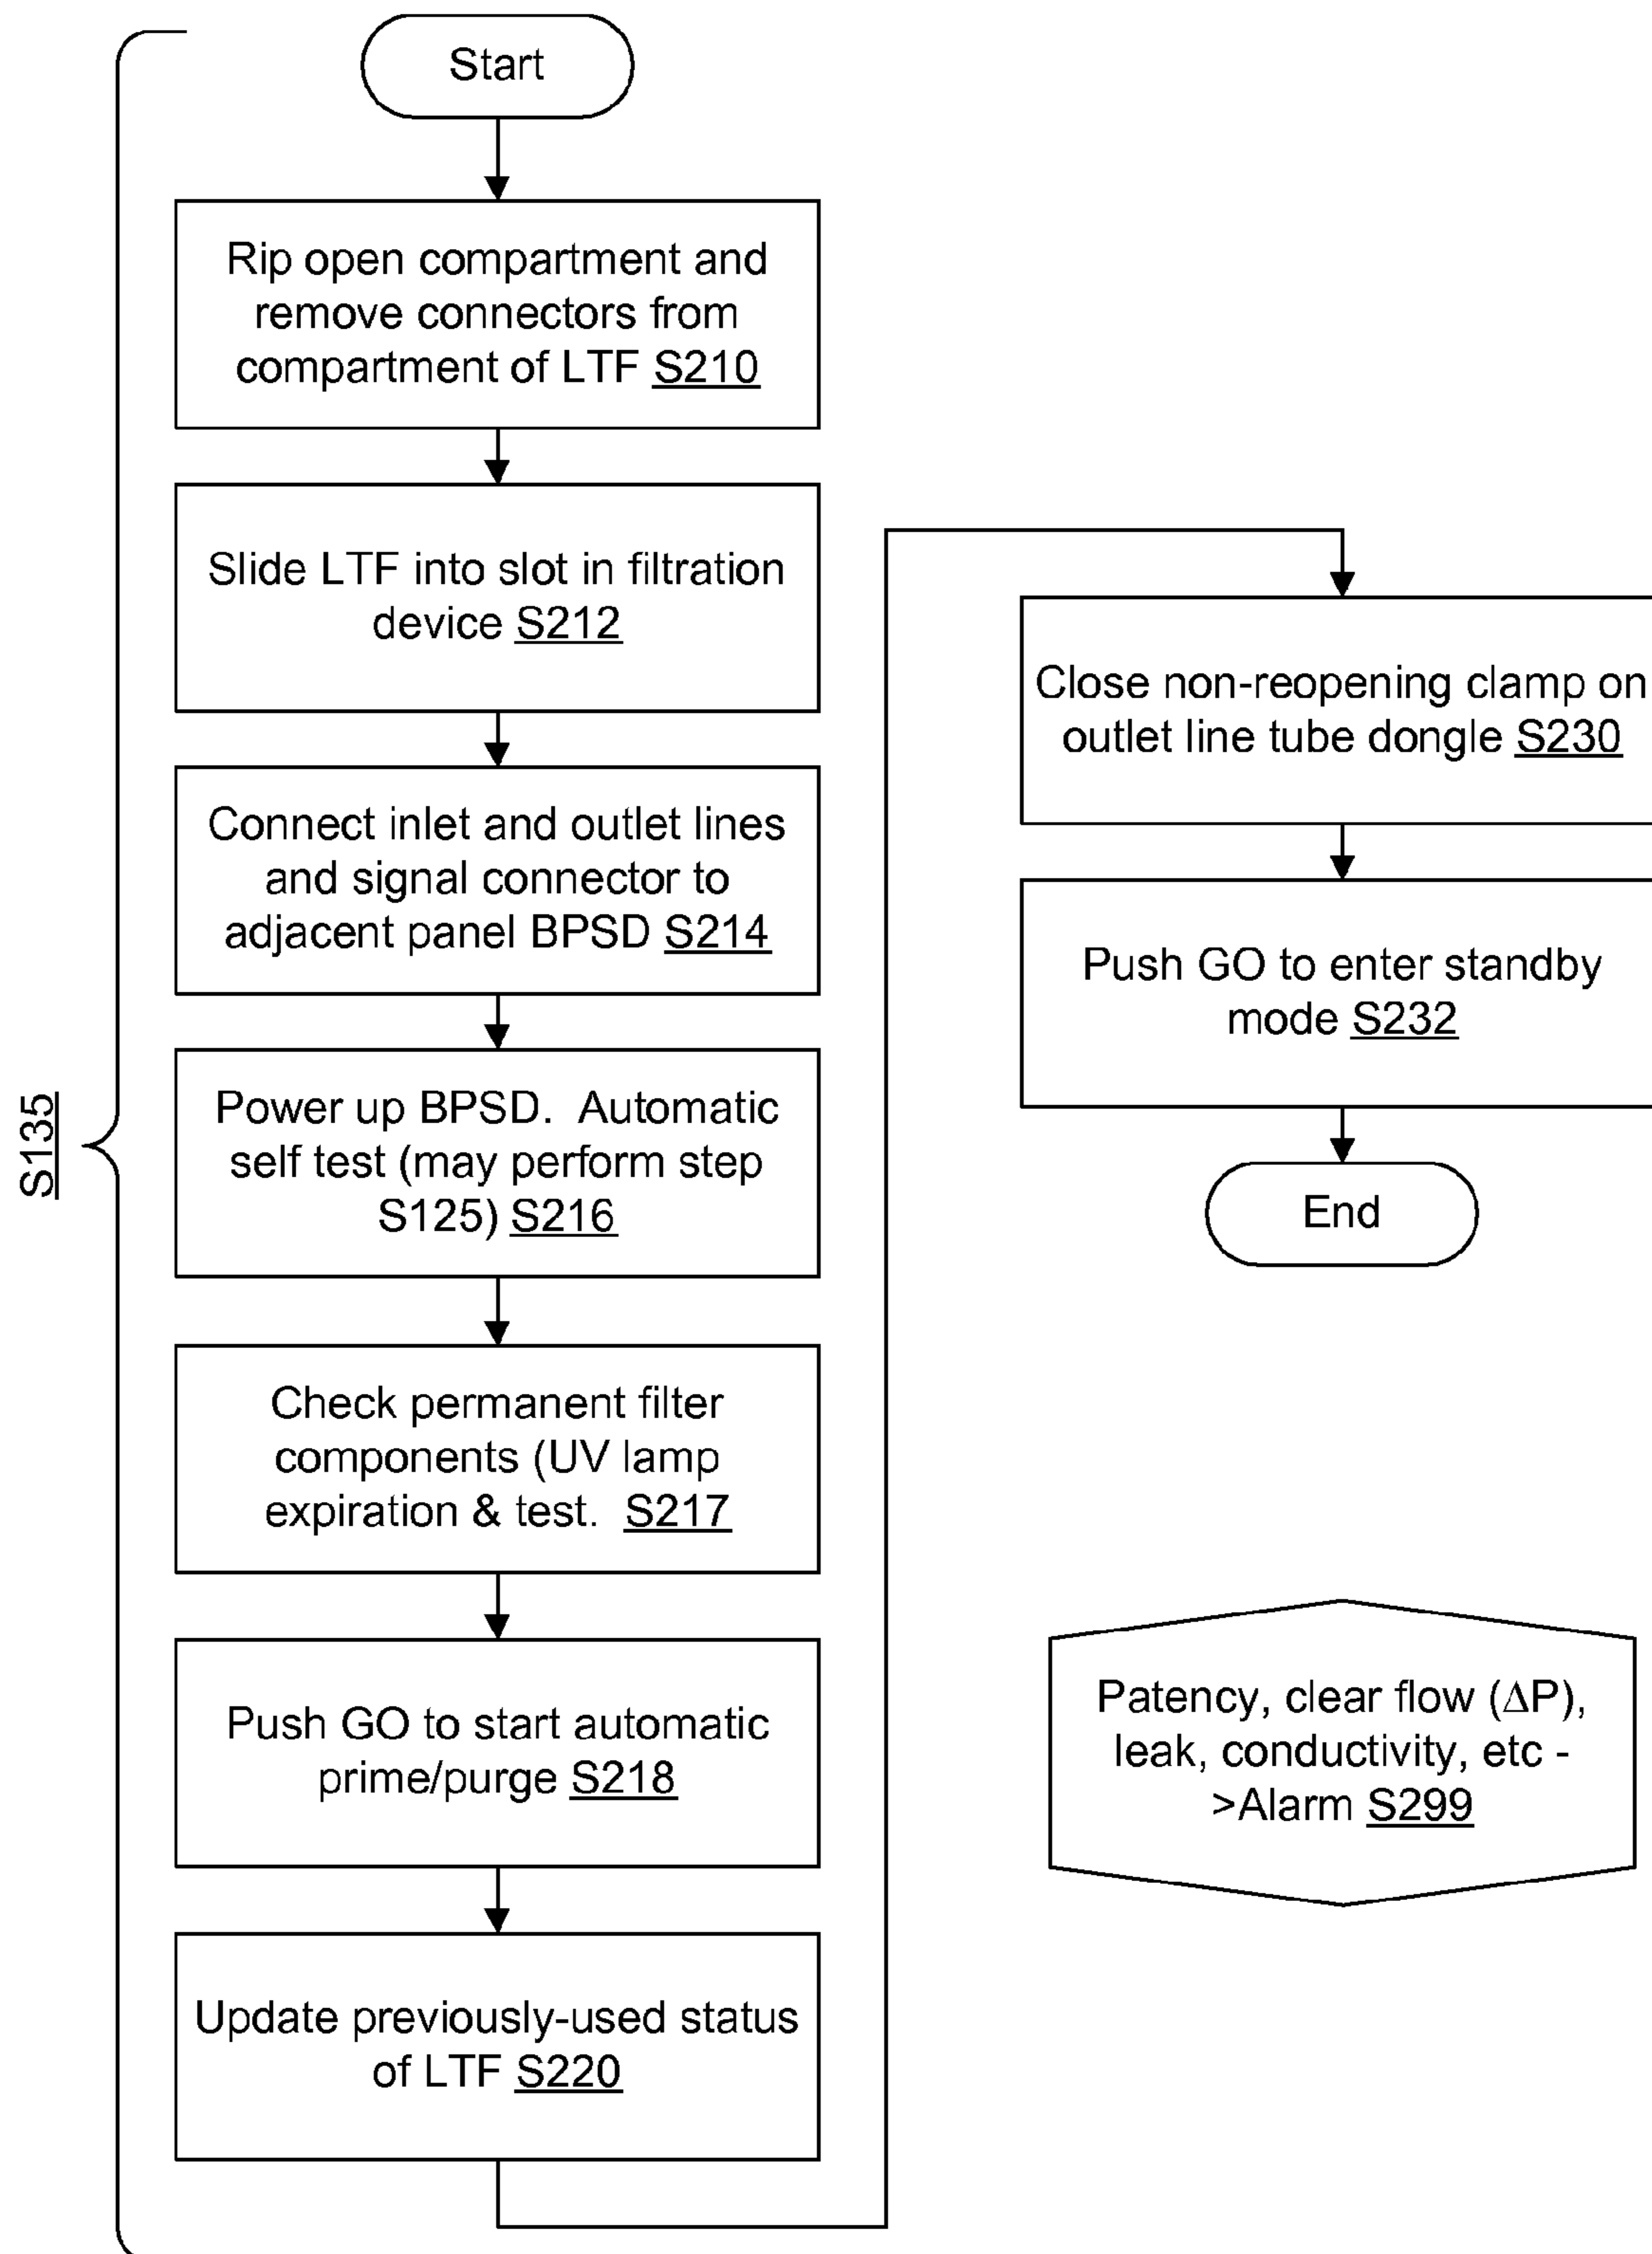 Start
Rip open compartment and
remove connectors from
compartment of LTF S210
Slide LTF into slot in filtration
device S212
Connect inlet and outlet lines
and signal connector to
adjacent panel BPSD S214
Power up BPSD. Automatic
self test (may perform step
S125) S216
Check permanent filter
components (UV lamp
expiration & test. S217
Push GO to start automatic
prime/purge S218
Update previously-used status
of LTF S220
S135
Close non-reopening clamp on
outlet line tube dongle S230
Push GO to enter standby
mode S232
End
Patency, clear flow (ΔP),
leak, conductivity, etc -
>Alarm S299